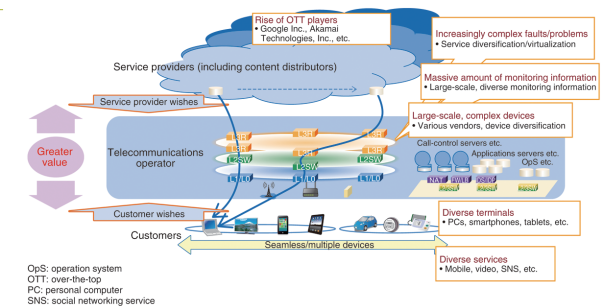 Rise of OTT players
• Google Inc., Akamai
Technologies, Inc., etc.
Increasingly complex faults/problems
• Service diversification/virtualization
Service providers (including content distributors)
Massive amount of monitoring information
• Large-scale, diverse monitoring information
Service provider wishes
Large-scale, complex devices
• Various vendors, device diversification
Greater
value
Telecommunications
operator
L3R
L3R
L3R
L3R
L3R
L3R
L2SW
L2SW
L2SW
L1/L0
L1/L0
L1/L0
Call-control servers etc.
Applications servers etc.
OpS etc.
NAT
FW/LB
Customer wishes
Customers
Diverse terminals
• PCs, smartphones, tablets, etc.
Seamless/multiple devices
Diverse services
• Mobile, video, SNS, etc.
OpS: operation system
OTT: over-the-top
PC: personal computer
SNS: social networking service